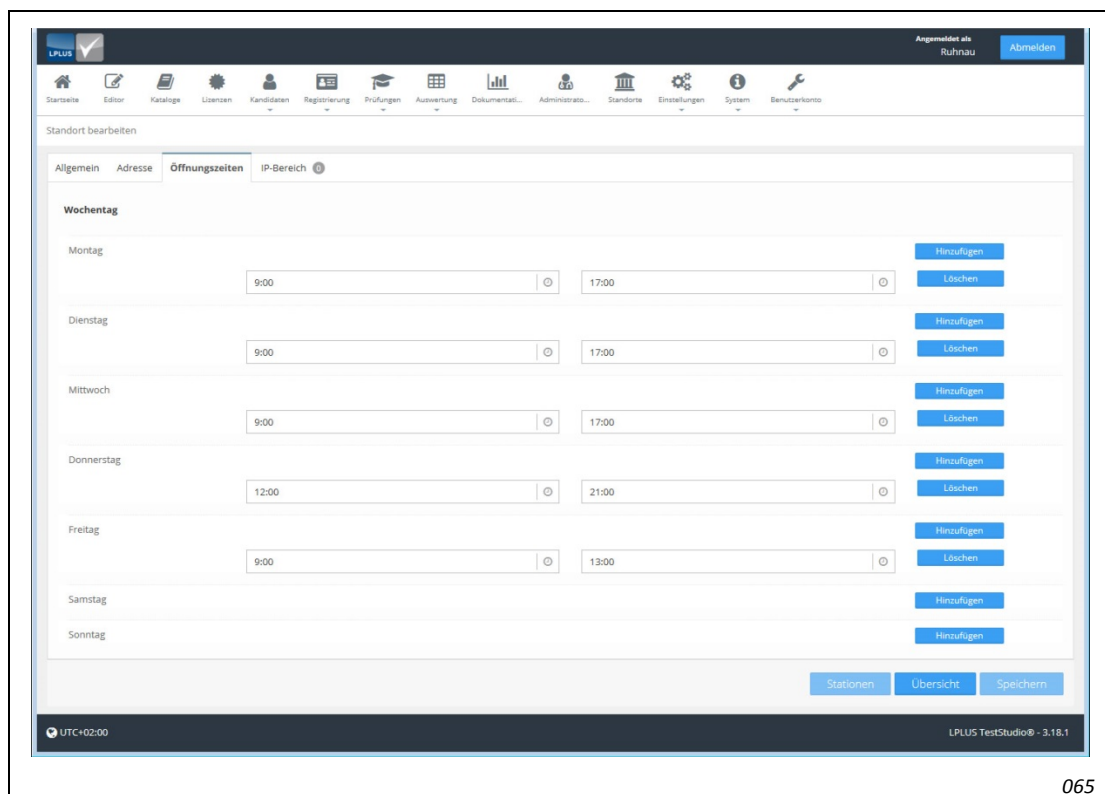 LPLUS
Angemeldet als
Ruhnau
Abmelden
Startseite Editor Kataloge Lizenzen Kandidaten Registrierung Prüfungen Auswertung Dokumentati... Administrato... Standorte Einstellungen System Benutzerkonto
Standort bearbeiten
Allgemein Adresse Öffnungszeiten IP-Bereich 0
Wochentag
Montag Hinzufügen
9:00 17:00 Löschen
Dienstag Hinzufügen
9:00 17:00 Löschen
Mittwoch Hinzufügen
9:00 17:00 Löschen
Donnerstag Hinzufügen
12:00 21:00 Löschen
Freitag Hinzufügen
9:00 13:00 Löschen
Samstag Hinzufügen
Sonntag Hinzufügen
Stationen Übersicht Speichern
UTC+02:00 LPLUS TestStudio® - 3.18.1
065